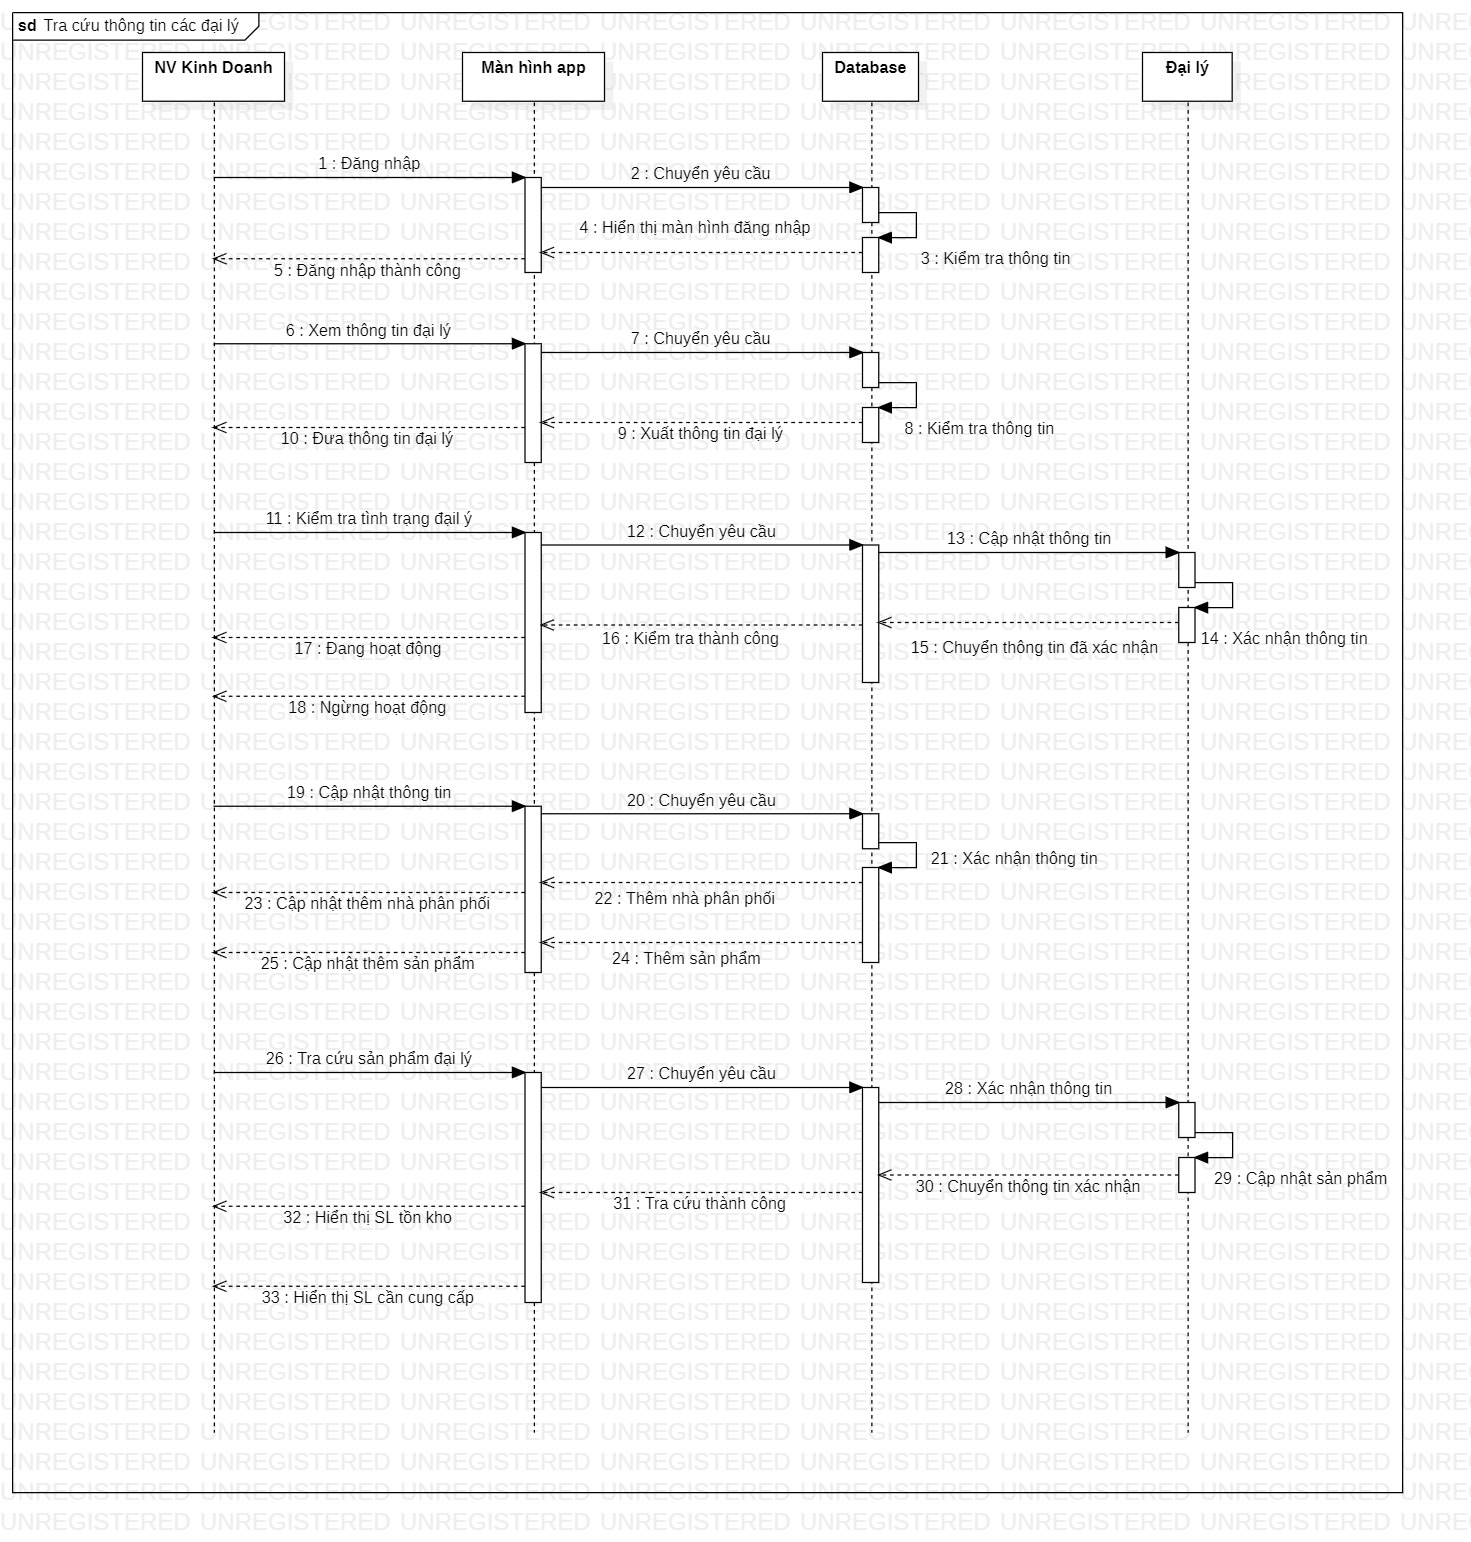 sd Tra cứu thông tin các đại lý
NV Kinh Doanh
Màn hình app
Database
Đại lý
1 : Đăng nhập
2 : Chuyển yêu cầu
4 : Hiển thị màn hình đăng nhập
3 : Kiểm tra thông tin
5 : Đăng nhập thành công
6 : Xem thông tin đại lý
7 : Chuyển yêu cầu
8 : Kiểm tra thông tin
9 : Xuất thông tin đại lý
10 : Đưa thông tin đại lý
11 : Kiểm tra tình trạng đạil ý
12 : Chuyển yêu cầu
13 : Cập nhật thông tin
14 : Xác nhận thông tin
15 : Chuyển thông tin đã xác nhận
16 : Kiểm tra thành công
17 : Đang hoạt động
18 : Ngừng hoạt động
19 : Cập nhật thông tin
20 : Chuyển yêu cầu
21 : Xác nhận thông tin
22 : Thêm nhà phân phối
23 : Cập nhật thêm nhà phân phối
24 : Thêm sản phẩm
25 : Cập nhật thêm sản phẩm
26 : Tra cứu sản phẩm đại lý
27 : Chuyển yêu cầu
28 : Xác nhận thông tin
29 : Cập nhật sản phẩm
30 : Chuyển thông tin xác nhận
31 : Tra cứu thành công
32 : Hiển thị SL tồn kho
33 : Hiển thị SL cần cung cấp
UNREGISTERED